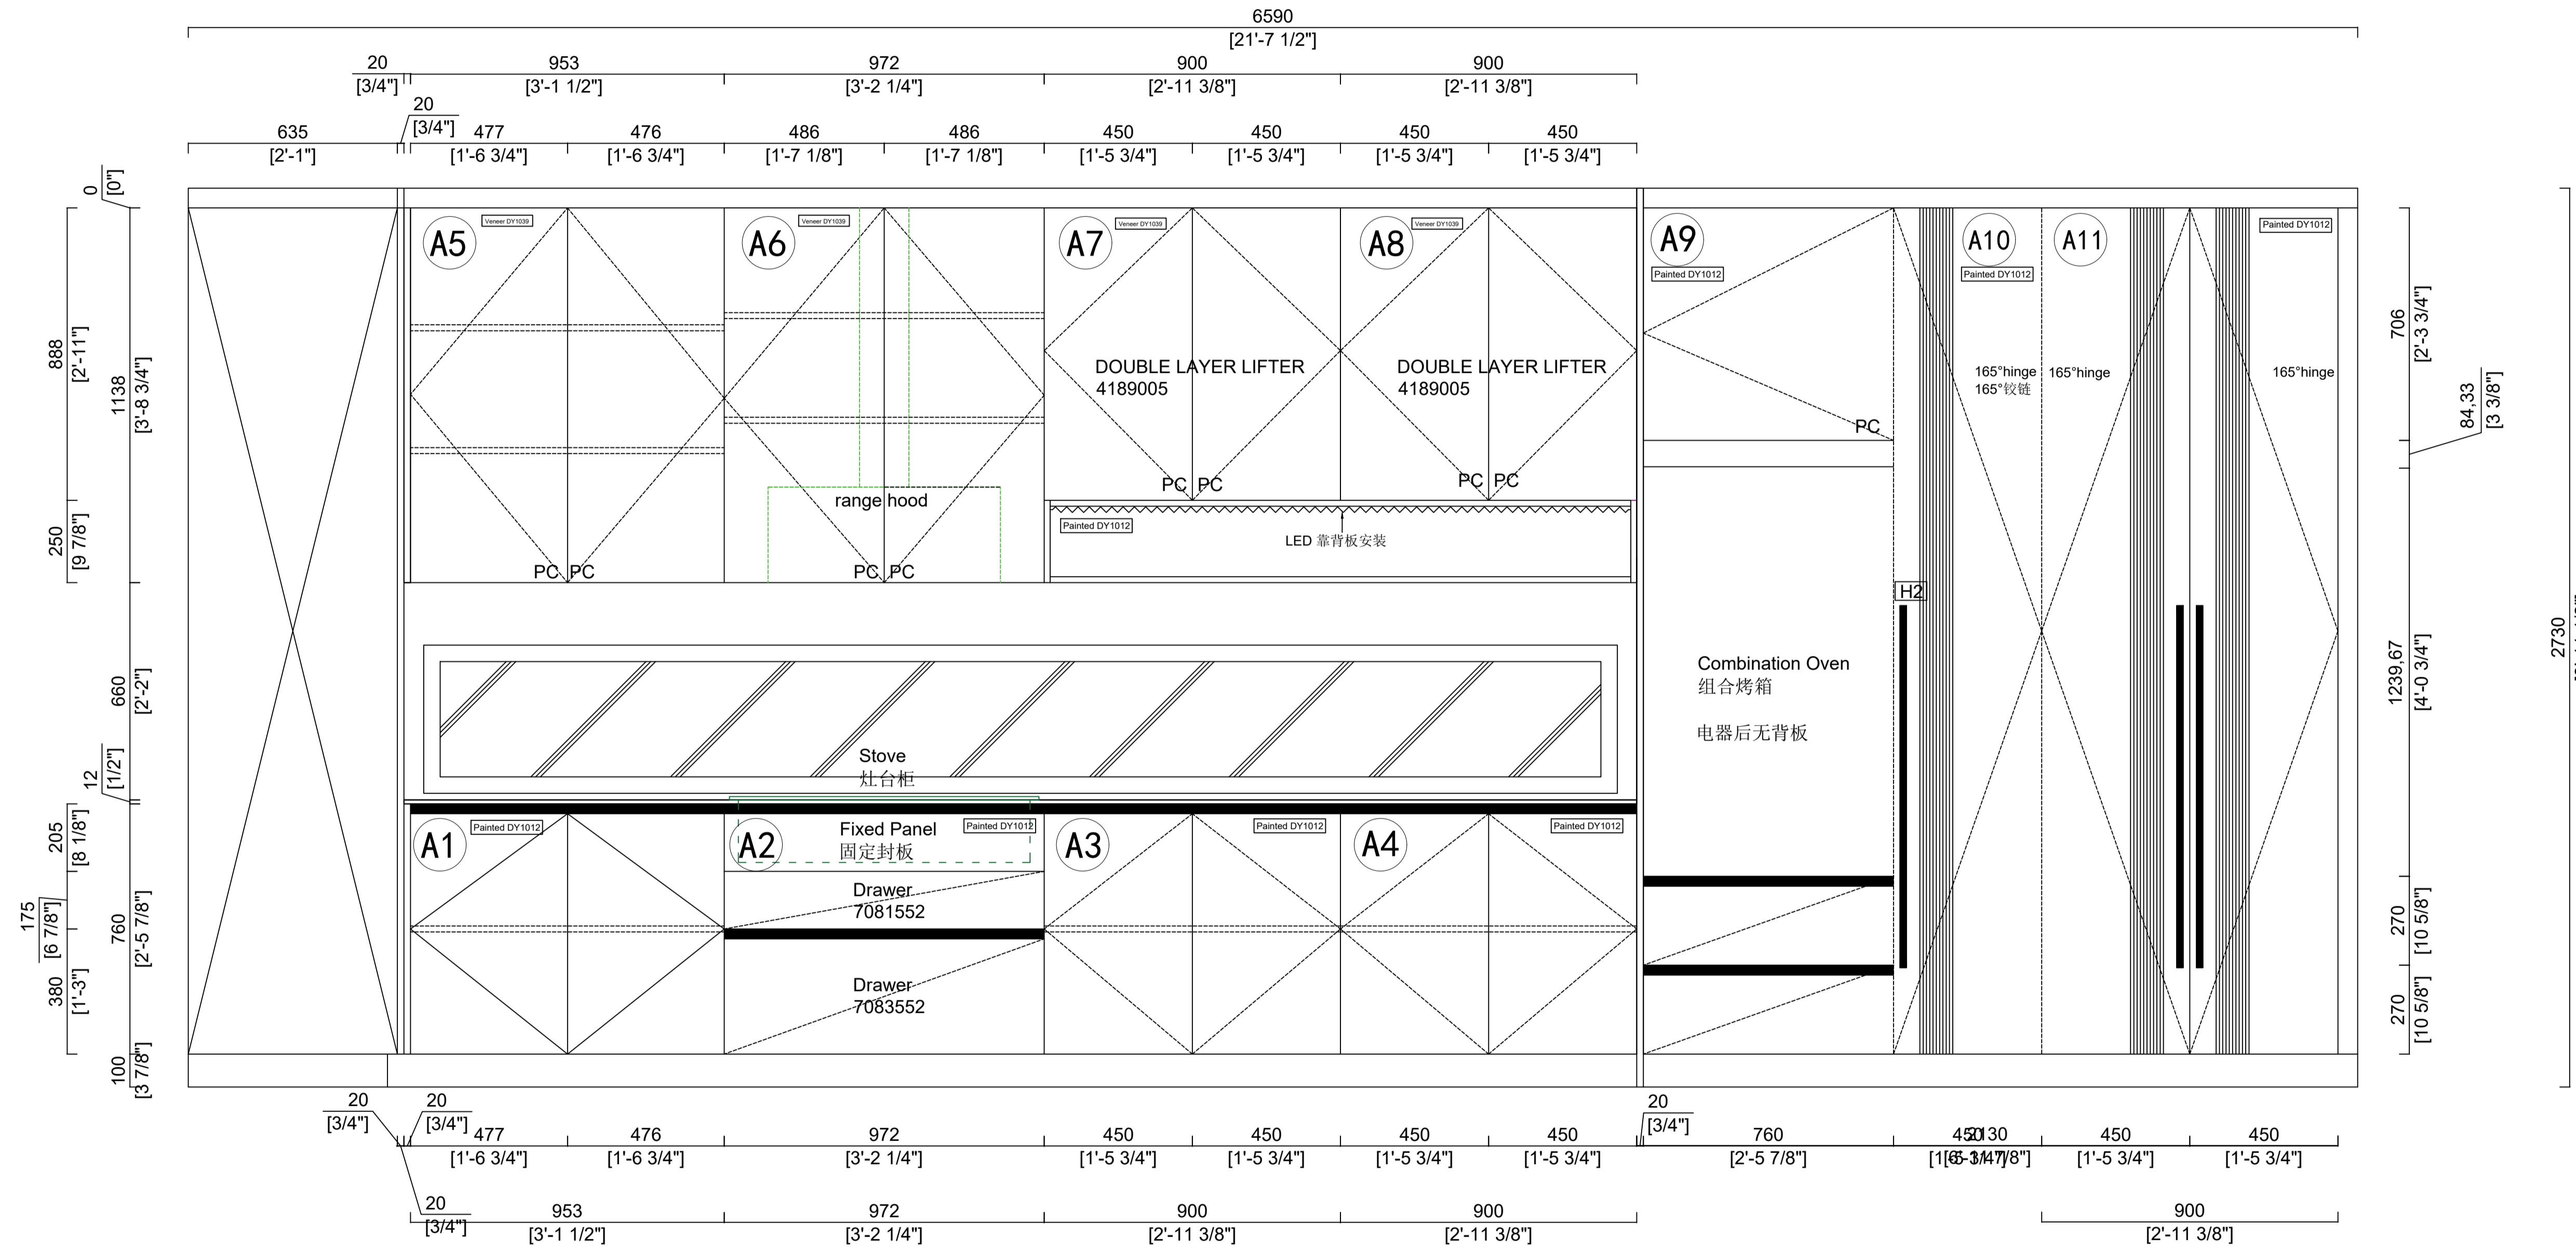 6590
[21'-7 1/2"]
20
[3/4"]
953
[3'-1 1/2"]
972
[3'-2 1/4"]
900
[2'-11 3/8"]
900
[2'-11 3/8"]
20
[3/4"]
635
[2'-1"]
477
[1'-6 3/4"]
476
[1'-6 3/4"]
486
[1'-7 1/8"]
486
[1'-7 1/8"]
450
[1'-5 3/4"]
450
[1'-5 3/4"]
450
[1'-5 3/4"]
450
[1'-5 3/4"]
0
[0"]
888
[2'-11"]
1138
[3'-8 3/4"]
250
[9 7/8"]
660
[2'-2"]
12
[1/2"]
205
[8 1/8"]
175
[6 7/8"]
760
[2'-5 7/8"]
380
[1'-3"]
100
[3 7/8"]
A5
Veneer DY1039
PC PC
A6
Veneer DY1039
range hood
PC PC
A7
Veneer DY1039
DOUBLE LAYER LIFTER
4189005
PC PC
A8
Veneer DY1039
DOUBLE LAYER LIFTER
4189005
PC PC
Painted DY1012
LED 靠背板安装
A9
Painted DY1012
PC
A10
Painted DY1012
165°hinge
165°铰链
A11
165°hinge
Painted DY1012
165°hinge
H2
Combination Oven
组合烤箱
电器后无背板
Stove
灶台柜
A1
Painted DY1012
A2
Fixed Panel
固定封板
Painted DY1012
Drawer
7081552
Drawer
7083552
A3
Painted DY1012
A4
Painted DY1012
706
[2'-3 3/4"]
84,33
[3 3/8"]
1239,67
[4'-0 3/4"]
270
[10 5/8"]
270
[10 5/8"]
2730
20
[3/4"]
20
[3/4"]
477
[1'-6 3/4"]
476
[1'-6 3/4"]
972
[3'-2 1/4"]
450
[1'-5 3/4"]
450
[1'-5 3/4"]
450
[1'-5 3/4"]
450
[1'-5 3/4"]
20
[3/4"]
760
[2'-5 7/8"]
450
[1'-5 3/4"]
2130
[6'-11 7/8"]
450
[1'-5 3/4"]
450
[1'-5 3/4"]
20
[3/4"]
953
[3'-1 1/2"]
972
[3'-2 1/4"]
900
[2'-11 3/8"]
900
[2'-11 3/8"]
900
[2'-11 3/8"]